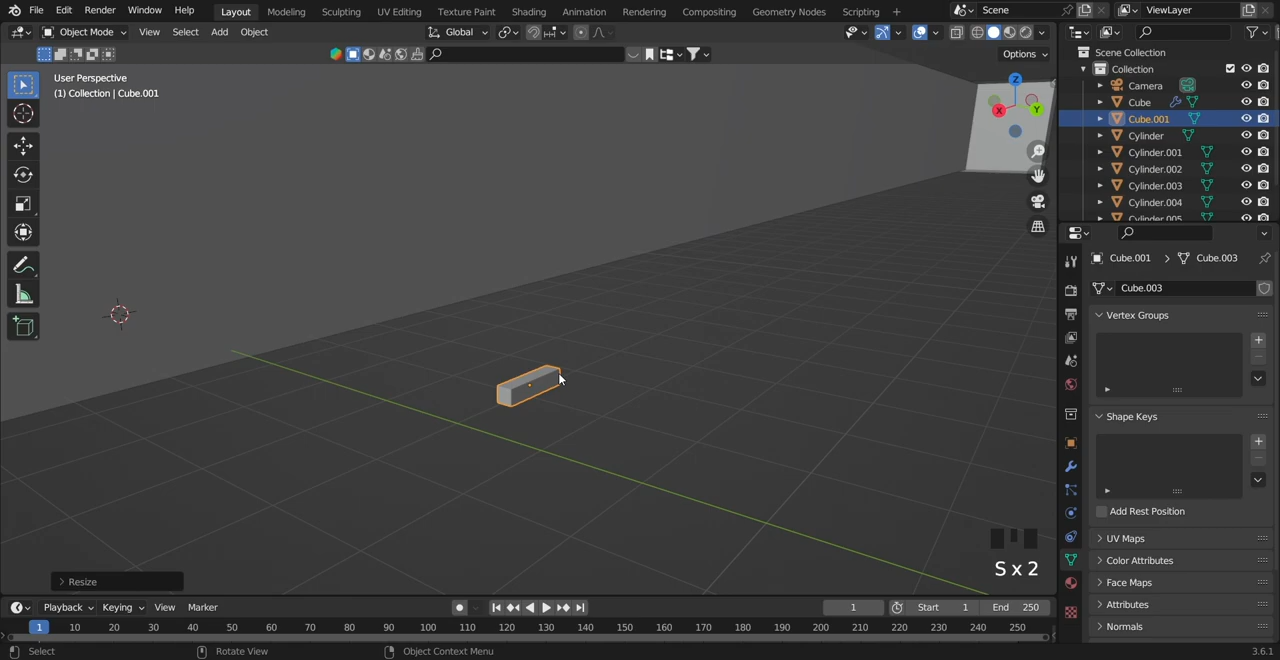 File Edit Render Window Help Layout Modeling Sculpting UV Editing Texture Paint Shading Animation Rendering Compositing Geometry Nodes Scripting + Scene ViewLayer
Object Mode View Select Add Object Global
Options
User Perspective
(1) Collection | Cube.001
Z
X
Y
Scene Collection
Collection
Camera
Cube
Cube.001
Cylinder
Cylinder.001
Cylinder.002
Cylinder.003
Cylinder.004
Cylinder.005
Cube.001 > Cube.003
Cube.003
Vertex Groups
Shape Keys
Add Rest Position
UV Maps
Color Attributes
Face Maps
Attributes
Normals
S x 2
> Resize
Playback Keying View Marker 1 Start 1 End 250
1 10 20 30 40 50 60 70 80 90 100 110 120 130 140 150 160 170 180 190 200 210 220 230 240 250
Select Rotate View Object Context Menu 3.6.1